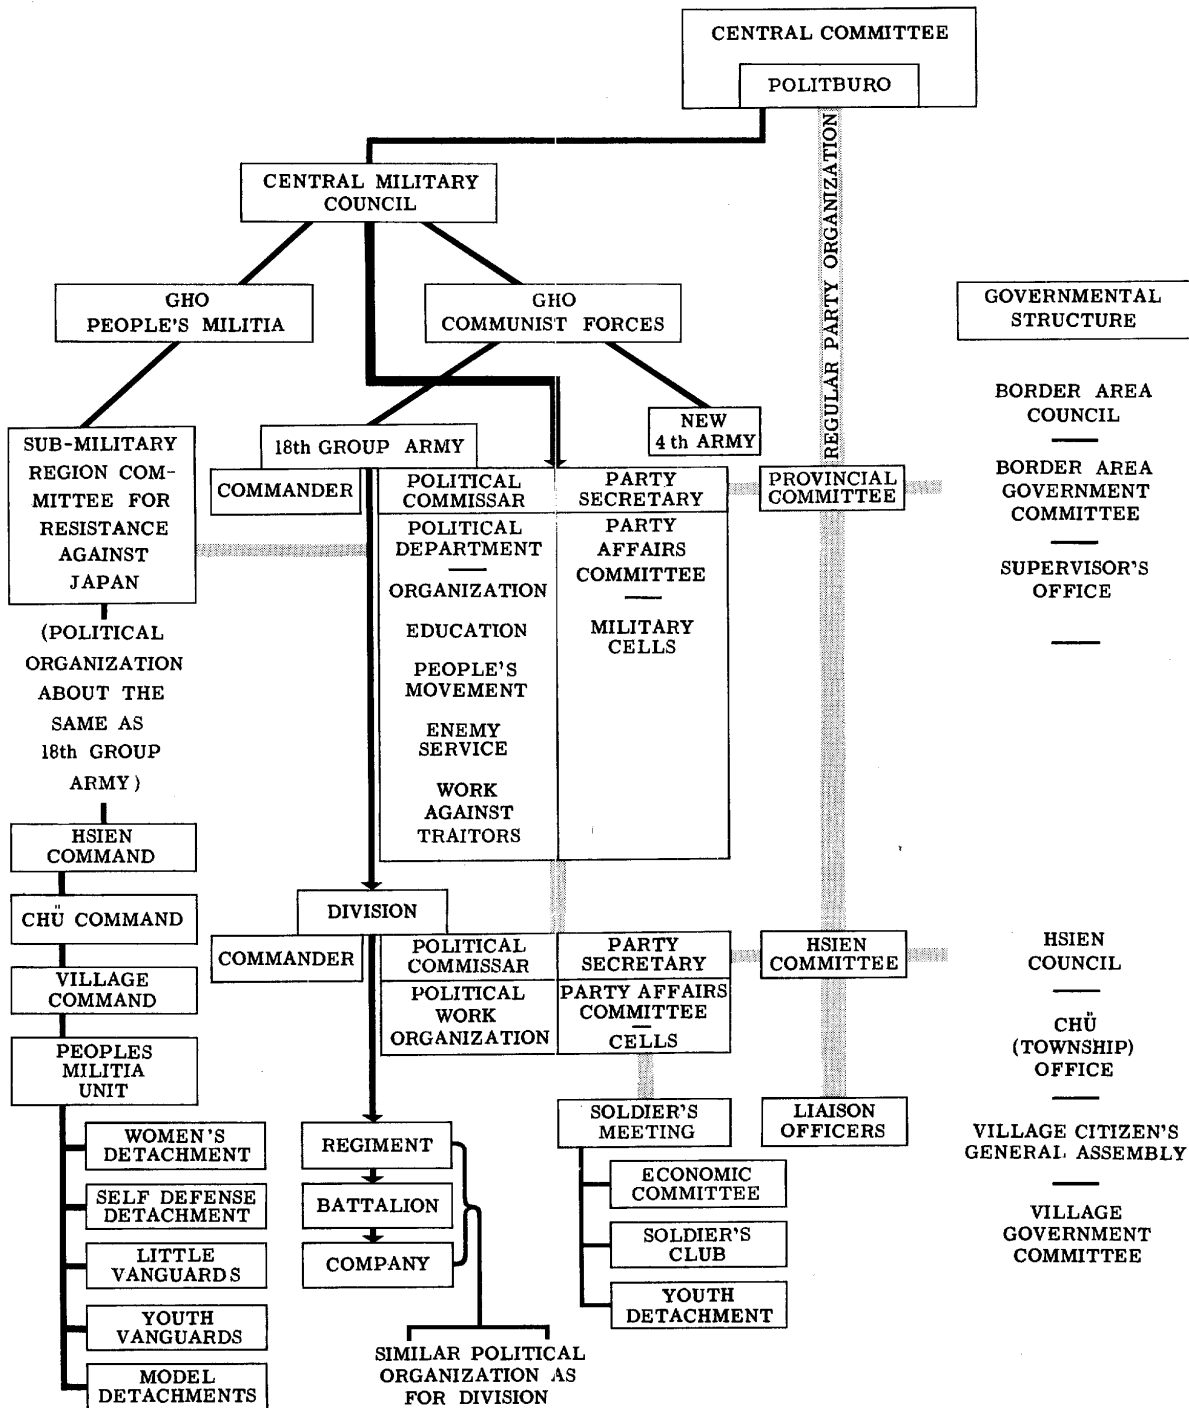 CENTRAL COMMITTEE
POLITBURO
REGULAR PARTY ORGANIZATION
CENTRAL MILITARY
COUNCIL
GHO
PEOPLE'S MILITIA
GHO
COMMUNIST FORCES
GOVERNMENTAL
STRUCTURE
SUB-MILITARY
REGION COM-
MITTEE FOR
RESISTANCE
AGAINST
JAPAN
(POLITICAL
ORGANIZATION
ABOUT THE
SAME AS
18th GROUP
ARMY)
HSIEN
COMMAND
CHÜ COMMAND
VILLAGE
COMMAND
PEOPLES
MILITIA
UNIT
WOMEN'S
DETACHMENT
SELF DEFENSE
DETACHMENT
LITTLE
VANGUARDS
YOUTH
VANGUARDS
MODEL
DETACHMENTS
18th GROUP ARMY
NEW
4th ARMY
COMMANDER
POLITICAL
COMMISSAR
POLITICAL
DEPARTMENT
ORGANIZATION
EDUCATION
PEOPLE'S
MOVEMENT
ENEMY
SERVICE
WORK
AGAINST
TRAITORS
PARTY
SECRETARY
PARTY
AFFAIRS
COMMITTEE
MILITARY
CELLS
PROVINCIAL
COMMITTEE
DIVISION
COMMANDER
POLITICAL
COMMISSAR
POLITICAL
WORK
ORGANIZATION
PARTY
SECRETARY
PARTY AFFAIRS
COMMITTEE
CELLS
HSIEN
COMMITTEE
REGIMENT
BATTALION
COMPANY
SIMILAR POLITICAL
ORGANIZATION AS
FOR DIVISION
SOLDIER'S
MEETING
ECONOMIC
COMMITTEE
SOLDIER'S
CLUB
YOUTH
DETACHMENT
LIAISON
OFFICERS
BORDER AREA
COUNCIL
BORDER AREA
GOVERNMENT
COMMITTEE
SUPERVISOR'S
OFFICE
HSIEN
COUNCIL
CHÜ
(TOWNSHIP)
OFFICE
VILLAGE CITIZEN'S
GENERAL ASSEMBLY
VILLAGE
GOVERNMENT
COMMITTEE